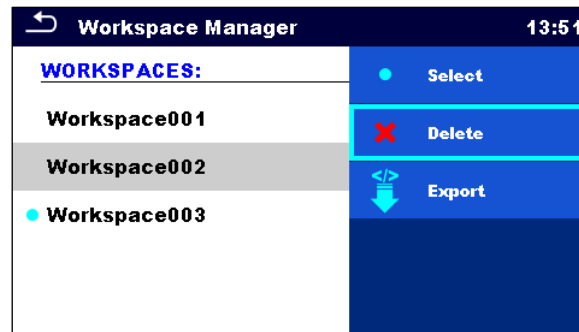 Workspace Manager 13:51
WORKSPACES:
Workspace001
Workspace002
Workspace003
Select
Delete
</>
Export